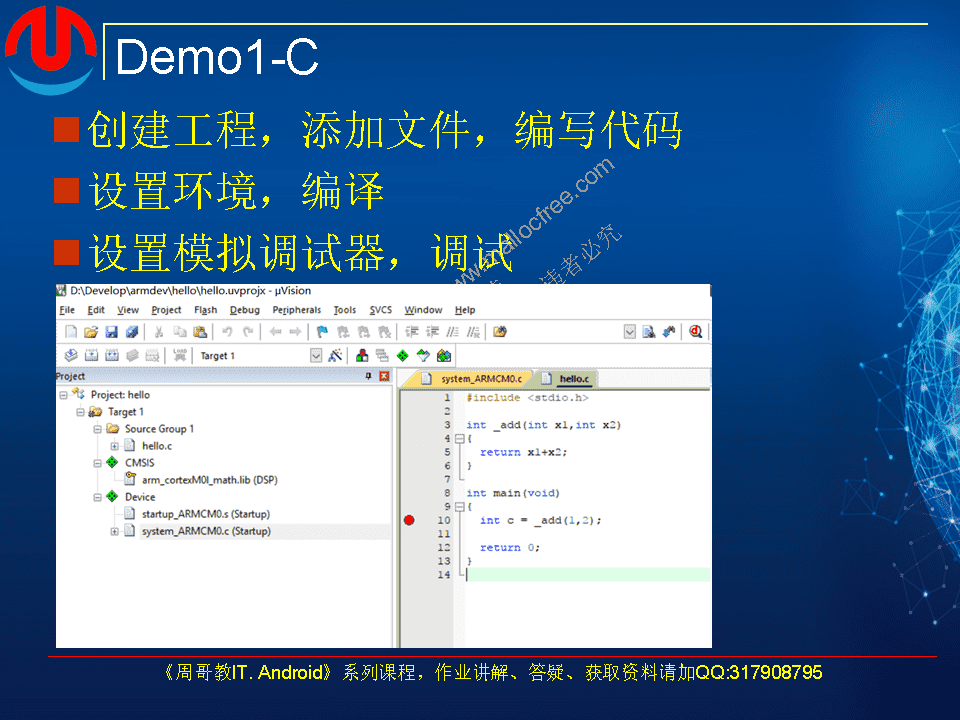 Demo1-C
创建工程，添加文件，编写代码
设置环境，编译
设置模拟调试器，调试
www.mallocfree.com
违者必究
D:\Develop\armdev\hello\hello.uvprojx - µVision
File Edit View Project Flash Debug Peripherals Tools SVCS Window Help
LOAD
Target 1
Project
Project: hello
Target 1
Source Group 1
hello.c
CMSIS
arm_cortexM0l_math.lib (DSP)
Device
startup_ARMCM0.s (Startup)
system_ARMCM0.c (Startup)
system_ARMCM0.c hello.c
1 #include <stdio.h>
2
3 int _add(int x1,int x2)
4 {
5 return x1+x2;
6 }
7
8 int main(void)
9 {
10 int c = _add(1,2);
11
12 return 0;
13 }
14
《周哥教IT. Android》系列课程，作业讲解、答疑、获取资料请加QQ:317908795